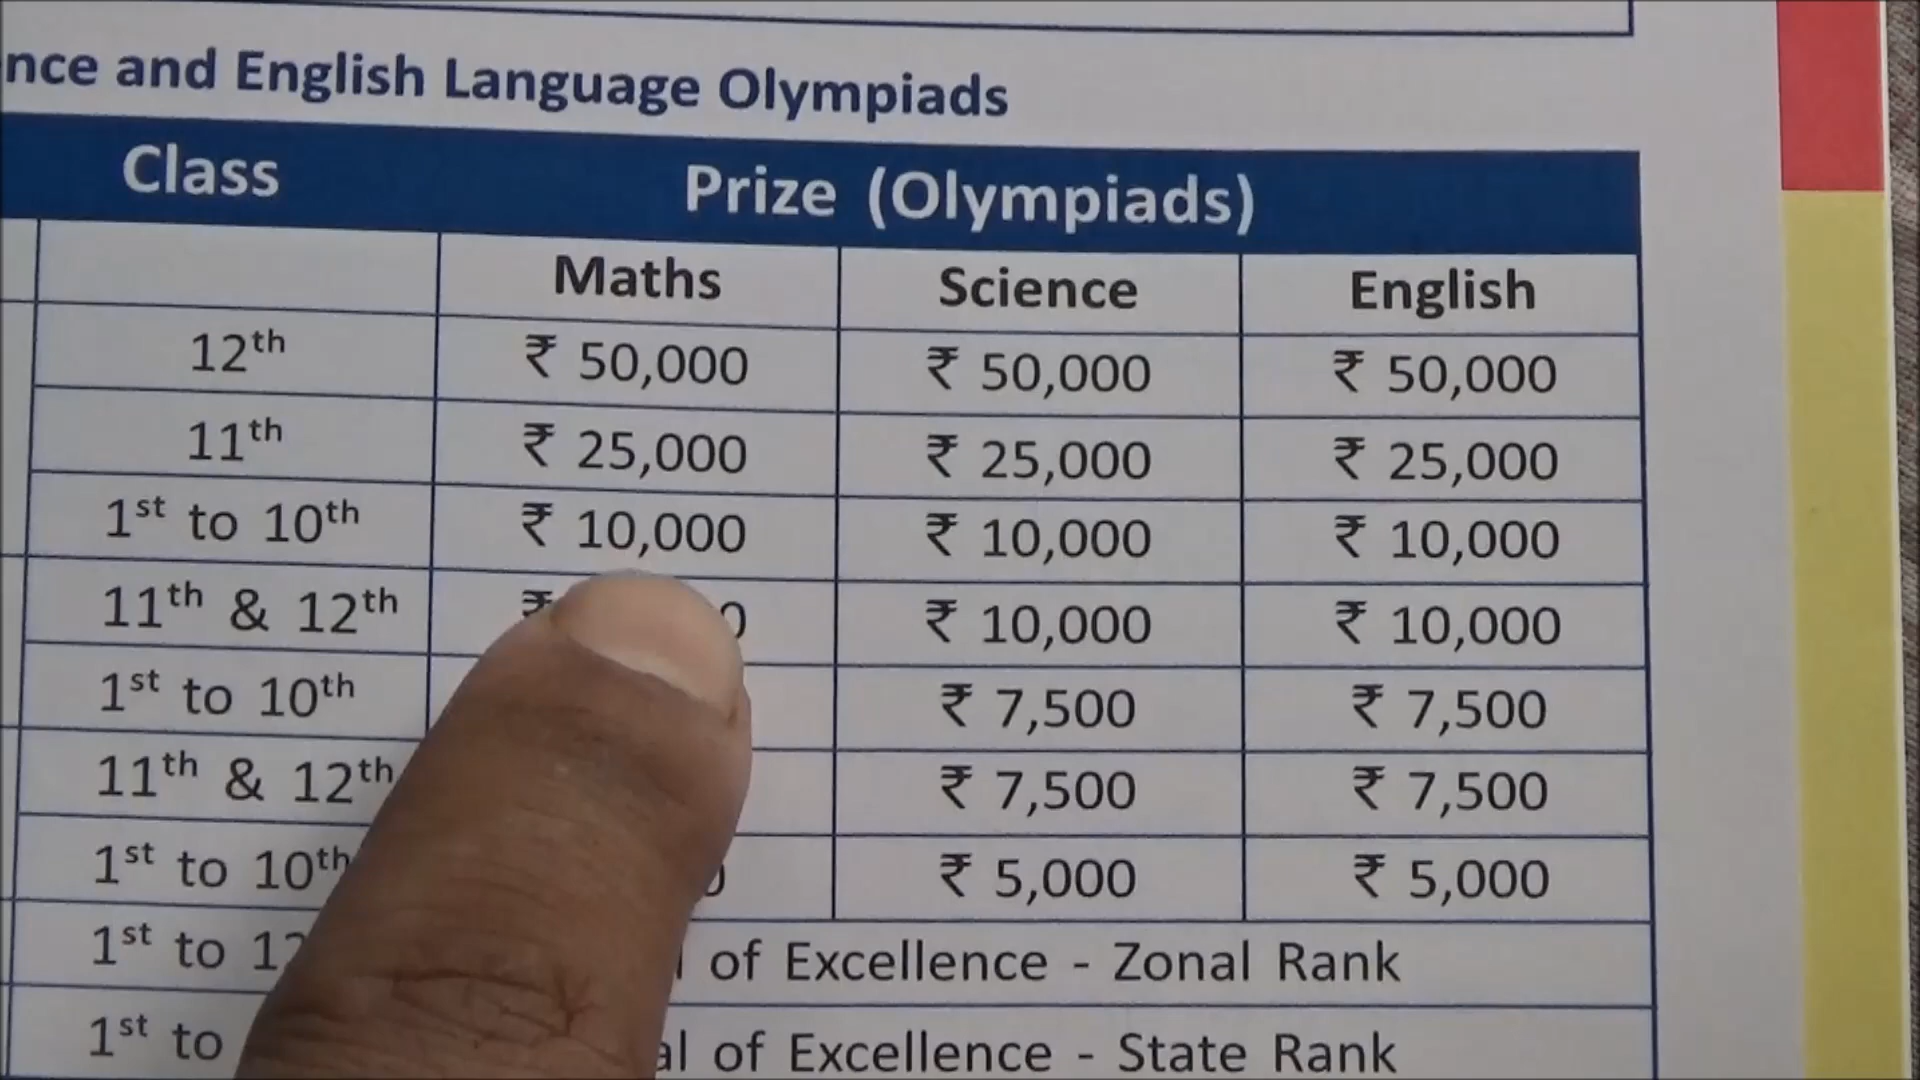 and English Language Olympiads
Class Prize (Olympiads)
Maths Science English
12th ₹ 50,000 ₹ 50,000 ₹ 50,000
11th ₹ 25,000 ₹ 25,000 ₹ 25,000
1st to 10th ₹ 10,000 ₹ 10,000 ₹ 10,000
11th & 12th ₹ 10,000 ₹ 10,000
1st to 10th ₹ 7,500 ₹ 7,500
11th & 12th ₹ 7,500 ₹ 7,500
1st to 10th ₹ 5,000 ₹ 5,000
1st to of Excellence - Zonal Rank
1st to of Excellence - State Rank